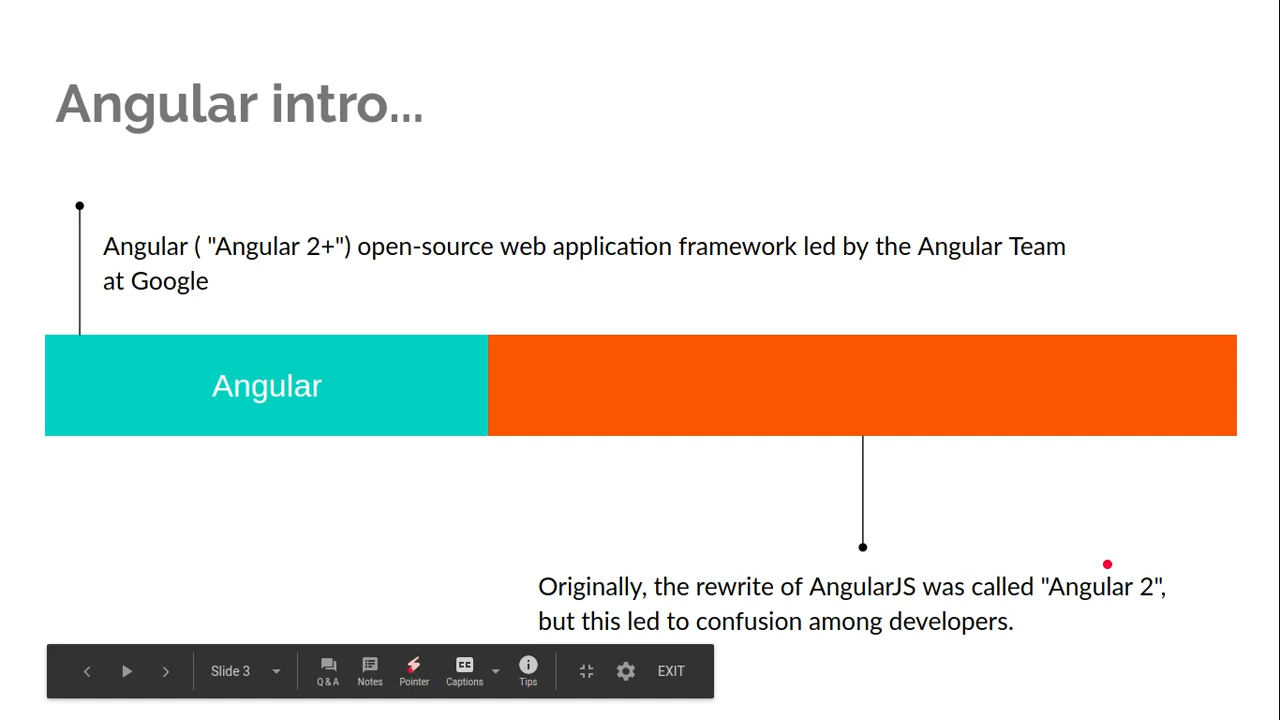 Angular intro...
Angular ( "Angular 2+") open-source web application framework led by the Angular Team
at Google
Angular
Originally, the rewrite of AngularJS was called "Angular 2",
but this led to confusion among developers.
Slide 3
Q & A
Notes
Pointer
CC
Captions
Tips
EXIT